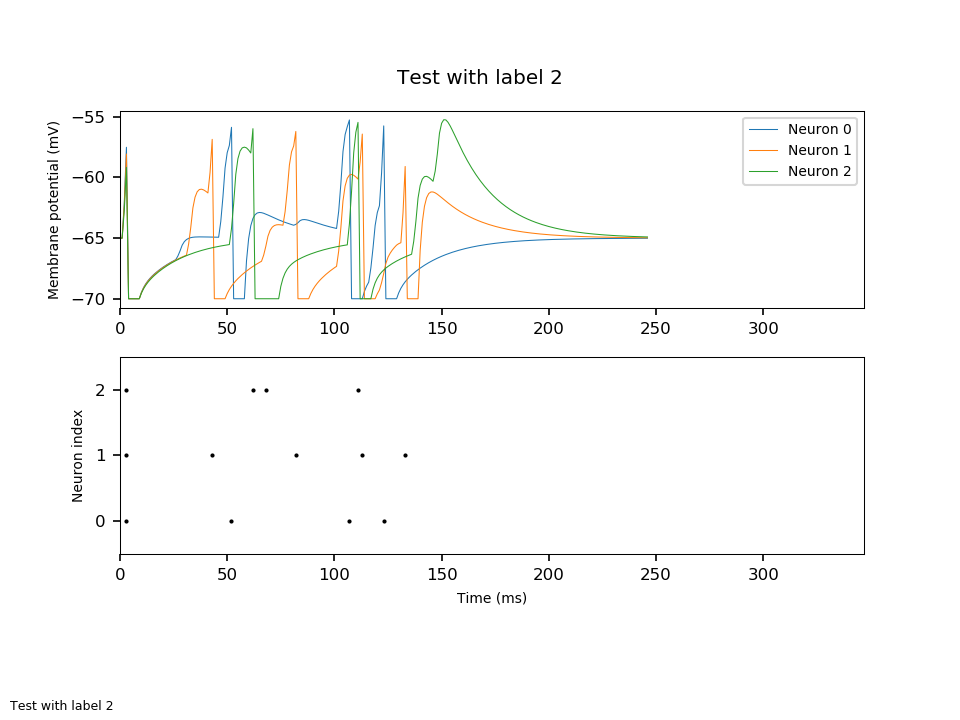 Test with label 2
Membrane potential (mV)
−55
−60
−65
−70
Neuron 0
Neuron 1
Neuron 2
0 50 100 150 200 250 300
Neuron index
2
1
0
0 50 100 150 200 250 300
Time (ms)
Test with label 2